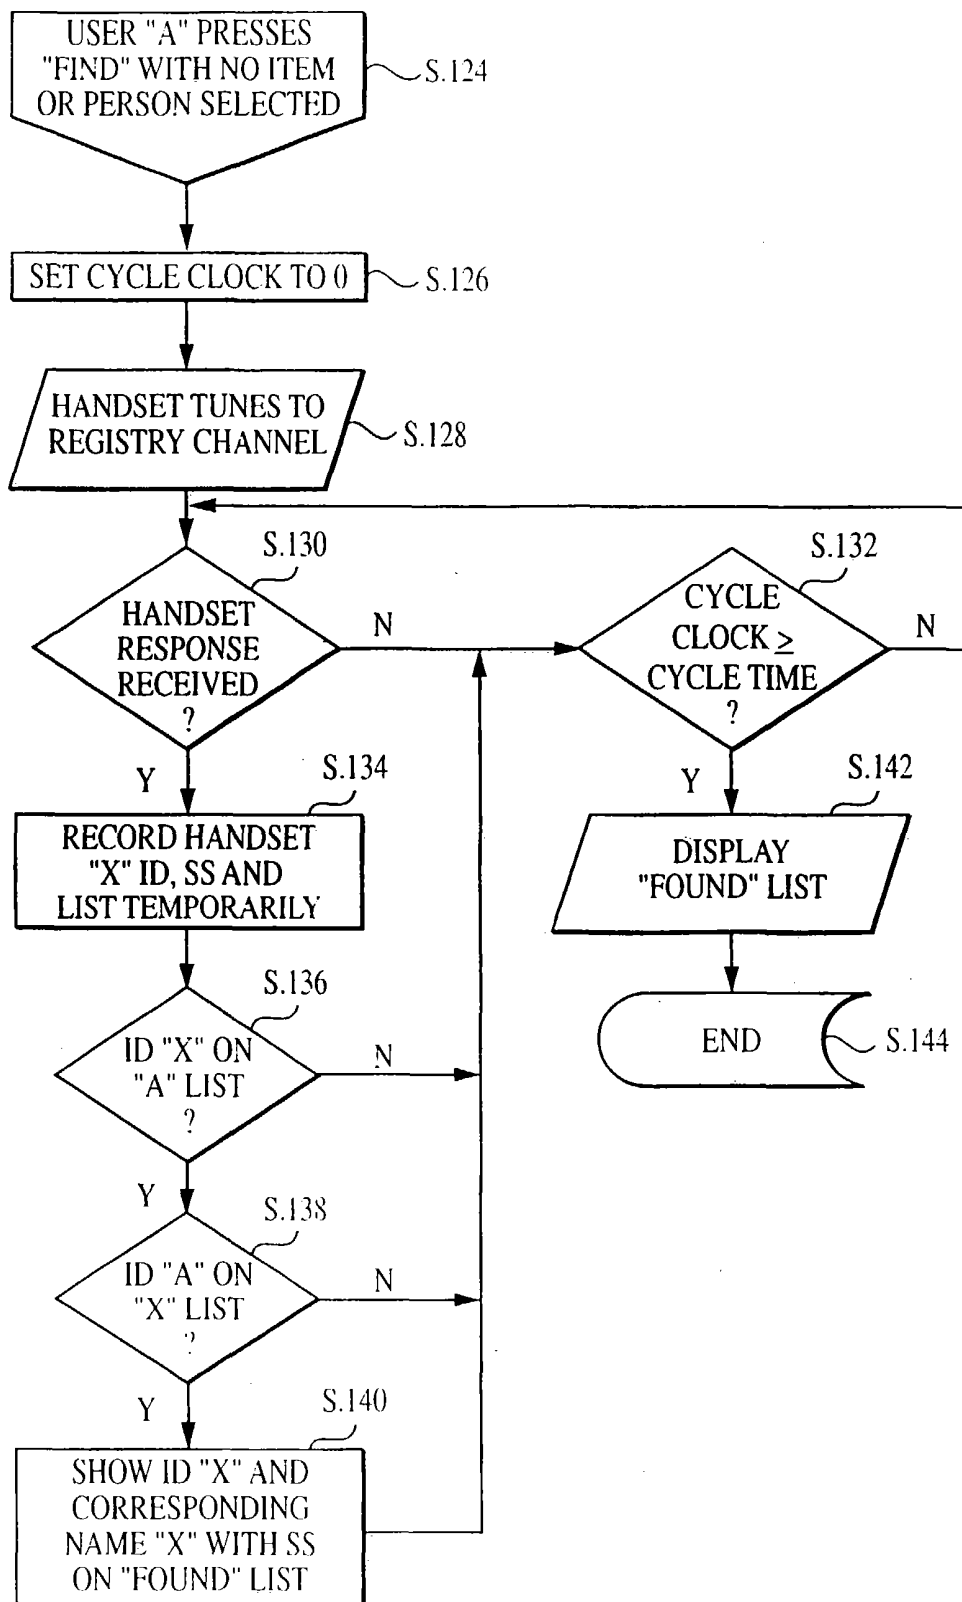 USER "A" PRESSES
"FIND" WITH NO ITEM
OR PERSON SELECTED
S.124
SET CYCLE CLOCK TO 0
S.126
HANDSET TUNES TO
REGISTRY CHANNEL
S.128
S.130
HANDSET
RESPONSE
RECEIVED
?
N
Y
S.132
CYCLE
CLOCK ≥
CYCLE TIME
?
N
Y
S.134
RECORD HANDSET
"X" ID, SS AND
LIST TEMPORARILY
S.142
DISPLAY
"FOUND" LIST
S.136
ID "X" ON
"A" LIST
?
N
Y
END
S.144
S.138
ID "A" ON
"X" LIST
?
N
Y
S.140
SHOW ID "X" AND
CORRESPONDING
NAME "X" WITH SS
ON "FOUND" LIST